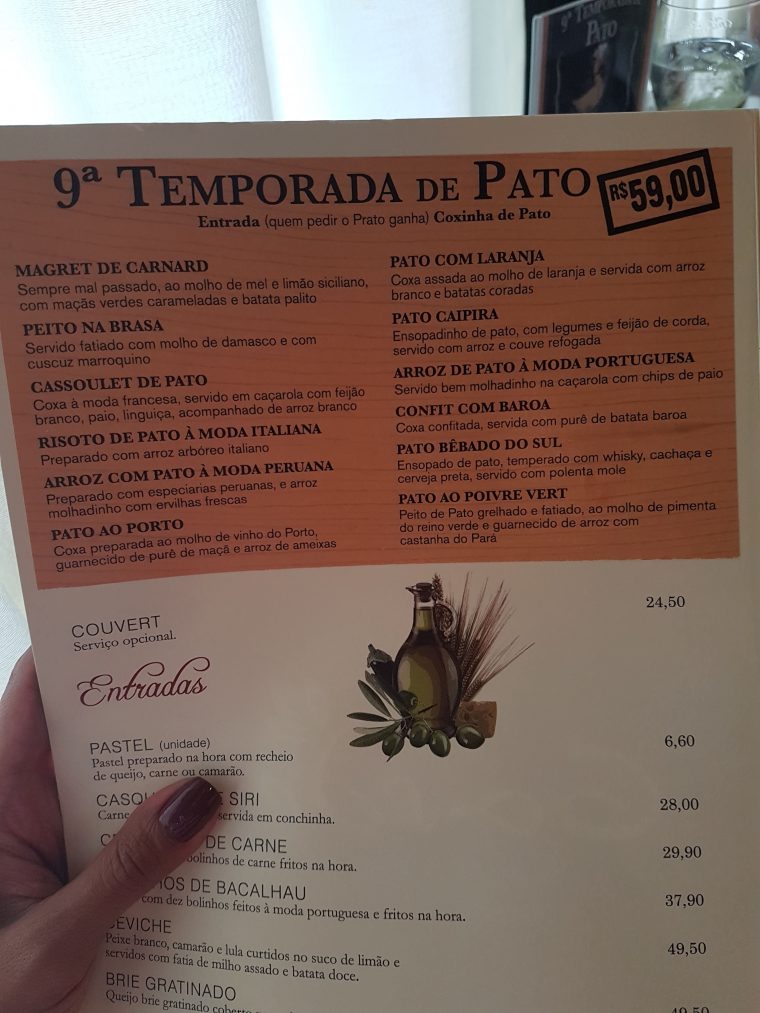 9ª TEMPORADA DE
PATO
9ª TEMPORADA DE PATO
R$59,00
Entrada (quem pedir o Prato ganha) Coxinha de Pato
MAGRET DE CARNARD
Sempre mal passado, ao molho de mel e limão siciliano,
com maçãs verdes carameladas e batata palito
PEITO NA BRASA
Servido fatiado com molho de damasco e com
cuscuz marroquino
CASSOULET DE PATO
Coxa à moda francesa, servido em caçarola com feijão
branco, paio, linguiça, acompanhado de arroz branco
RISOTO DE PATO À MODA ITALIANA
Preparado com arroz arbóreo italiano
ARROZ COM PATO À MODA PERUANA
Preparado com especiarias peruanas, e arroz
molhadinho com ervilhas frescas
PATO AO PORTO
Coxa preparada ao molho de vinho do Porto,
guarnecido de purê de maçã e arroz de ameixas
PATO COM LARANJA
Coxa assada ao molho de laranja e servida com arroz
branco e batatas coradas
PATO CAIPIRA
Ensopadinho de pato, com legumes e feijão de corda,
servido com arroz e couve refogada
ARROZ DE PATO À MODA PORTUGUESA
Servido bem molhadinho na caçarola com chips de paio
CONFIT COM BAROA
Coxa confitada, servida com purê de batata baroa
PATO BÊBADO DO SUL
Ensopado de pato, temperado com whisky, cachaça e
cerveja preta, servido com polenta mole
PATO AO POIVRE VERT
Peito de Pato grelhado e fatiado, ao molho de pimenta
do reino verde e guarnecido de arroz com
castanha do Pará
COUVERT 24,50
Serviço opcional.
Entradas
PASTEL (unidade) 6,60
Pastel preparado na hora com recheio
de queijo, carne ou camarão.
SIRI 28,00
Carne servida em conchinha.
DE CARNE 29,90
bolinhos de carne fritos na hora.
DE BACALHAU 37,90
com dez bolinhos feitos à moda portuguesa e fritos na hora.
CEVICHE 49,50
Peixe branco, camarão e lula curtidos no suco de limão e
servidos com fatia de milho assado e batata doce.
BRIE GRATINADO
Queijo brie gratinado